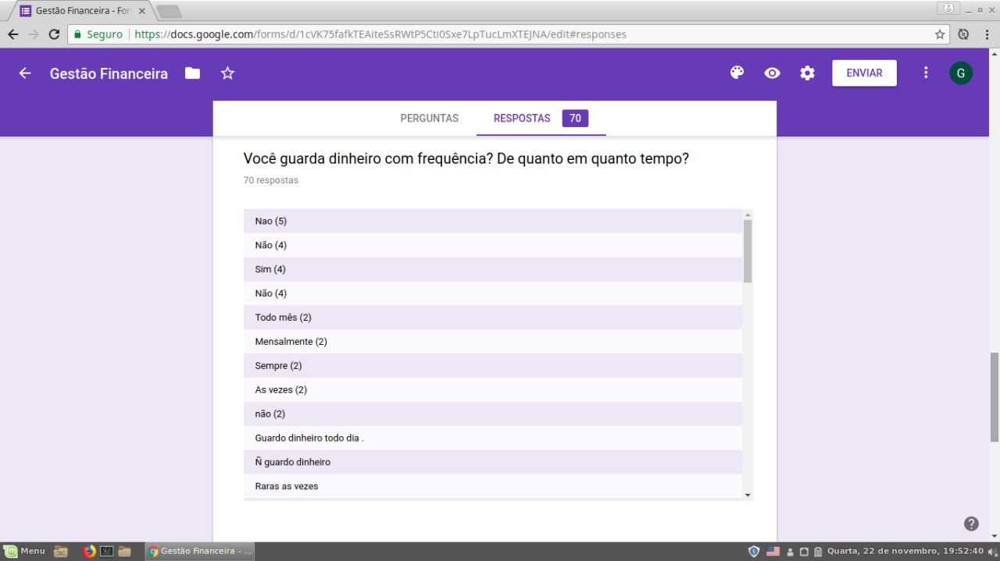 Gestão Financeira - For
Seguro
https://docs.google.com/forms/d/1cVK75fafkTEAiteSsRWtP5Cti0Sxe7LpTucLmXTEJNA/edit#responses
Gestão Financeira
ENVIAR
G
PERGUNTAS
RESPOSTAS
70
Você guarda dinheiro com frequência? De quanto em quanto tempo?
70 respostas
Nao (5)
Não (4)
Sim (4)
Não (4)
Todo mês (2)
Mensalmente (2)
Sempre (2)
As vezes (2)
não (2)
Guardo dinheiro todo dia .
Ñ guardo dinheiro
Raras as vezes
Menu
Gestão Financeira - ...
Quarta, 22 de novembro, 19:52:40